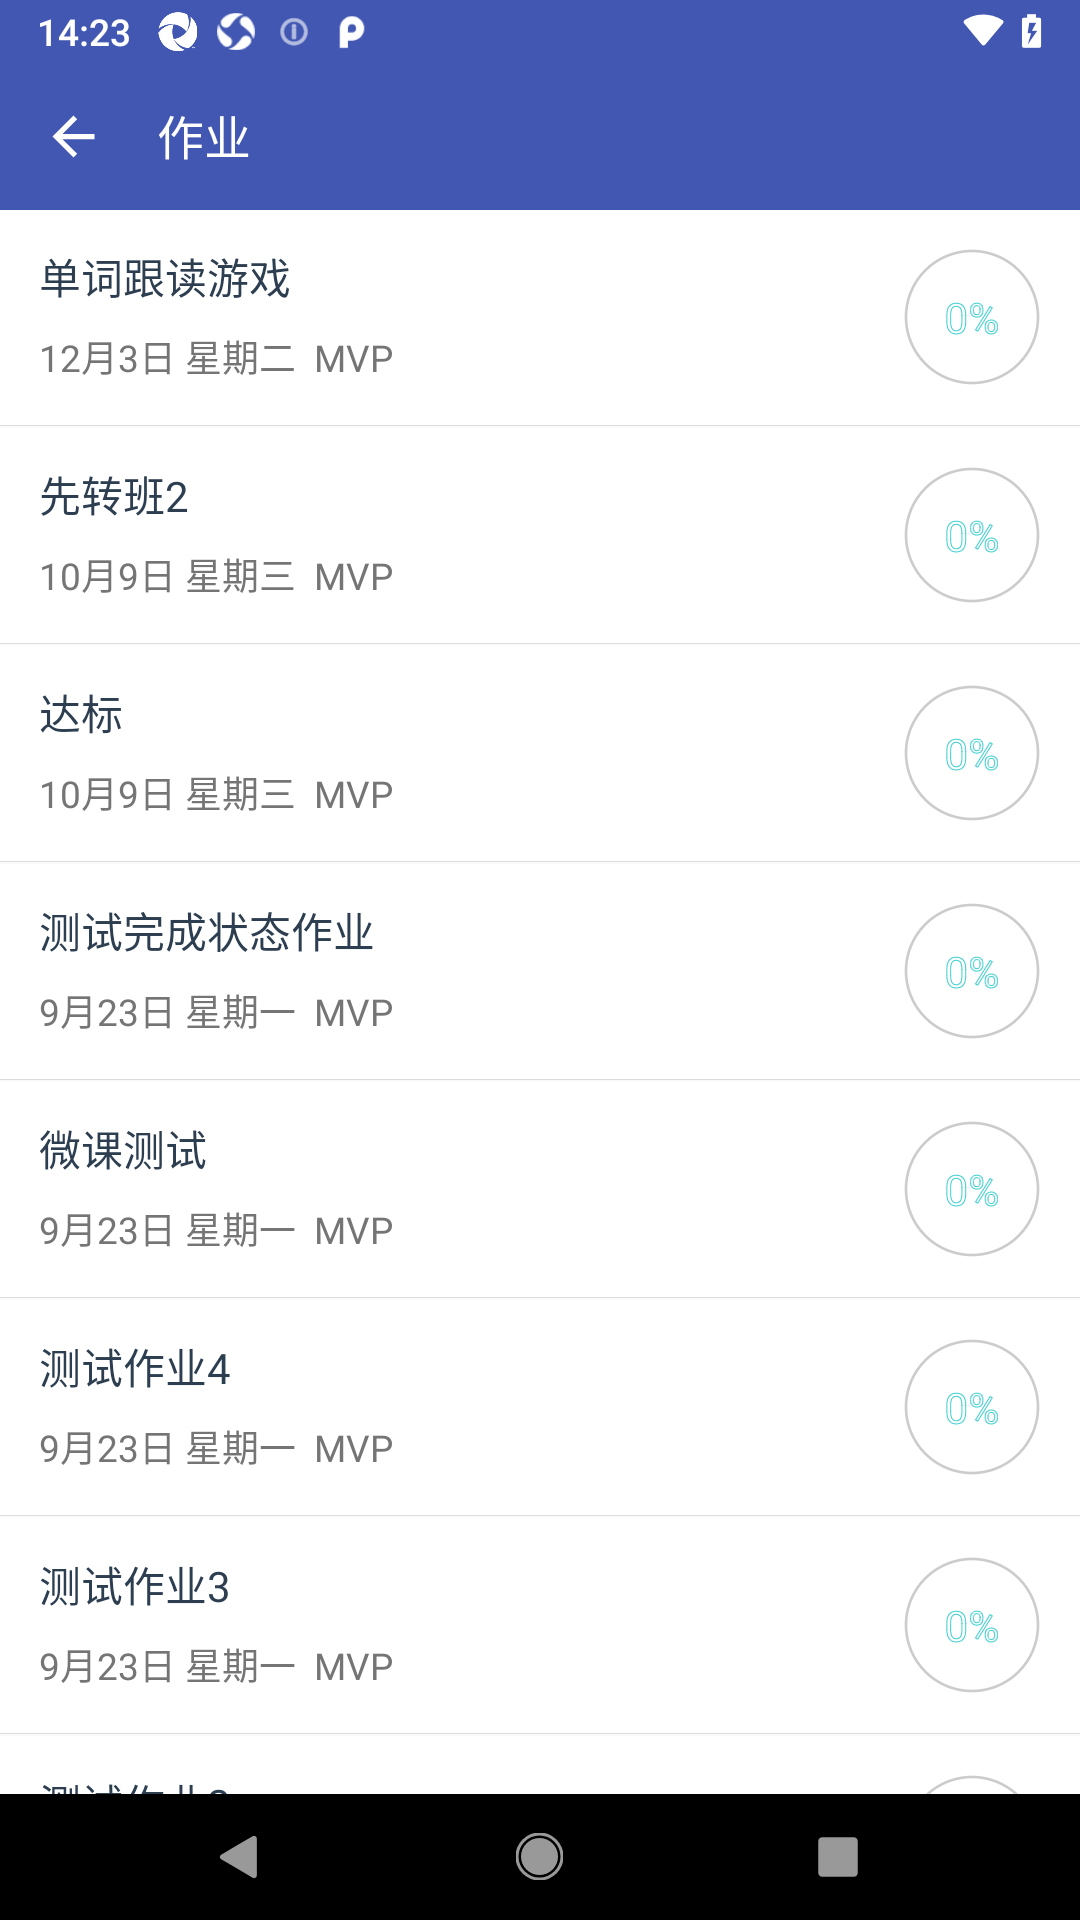 14:23
作业
单词跟读游戏
12月3日 星期二 MVP
0%
先转班2
10月9日 星期三 MVP
0%
达标
10月9日 星期三 MVP
0%
测试完成状态作业
9月23日 星期一 MVP
0%
微课测试
9月23日 星期一 MVP
0%
测试作业4
9月23日 星期一 MVP
0%
测试作业3
9月23日 星期一 MVP
0%